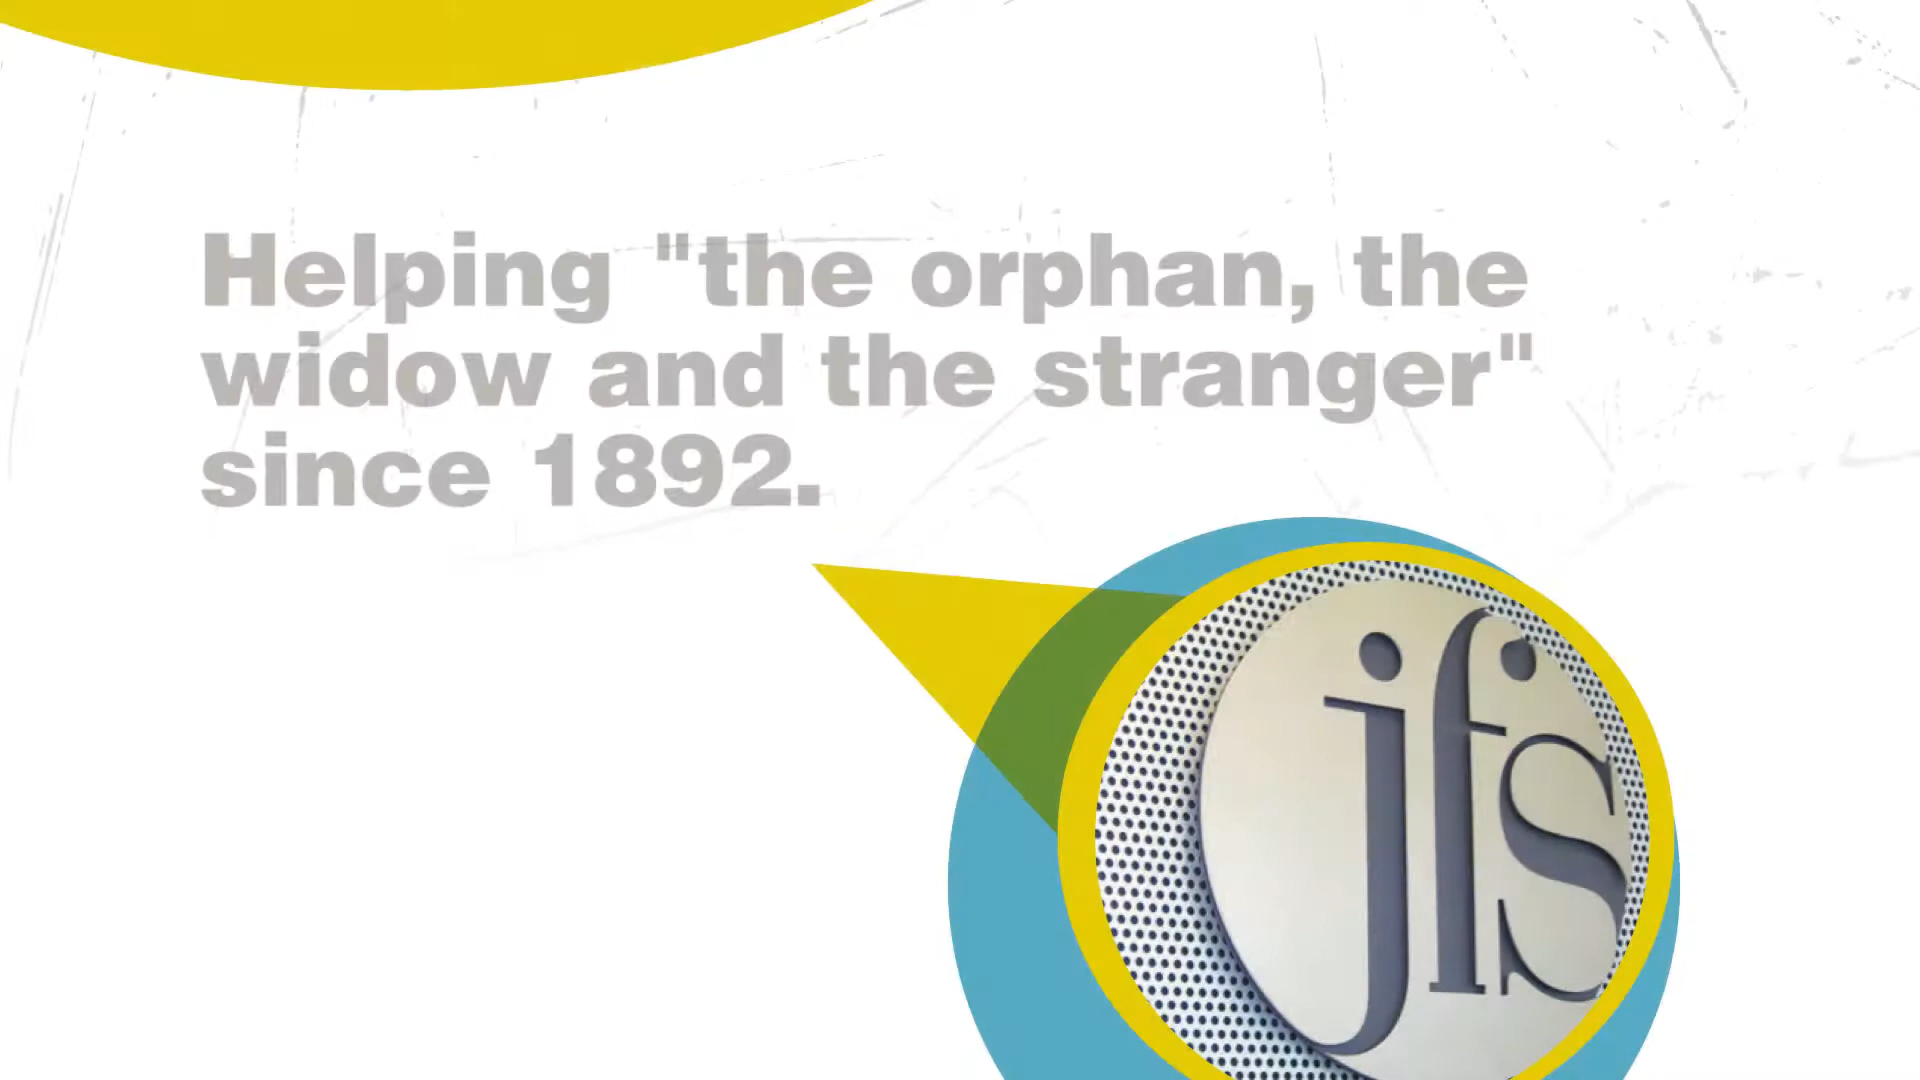 Helping "the orphan, the
widow and the stranger"
since 1892.
jfs